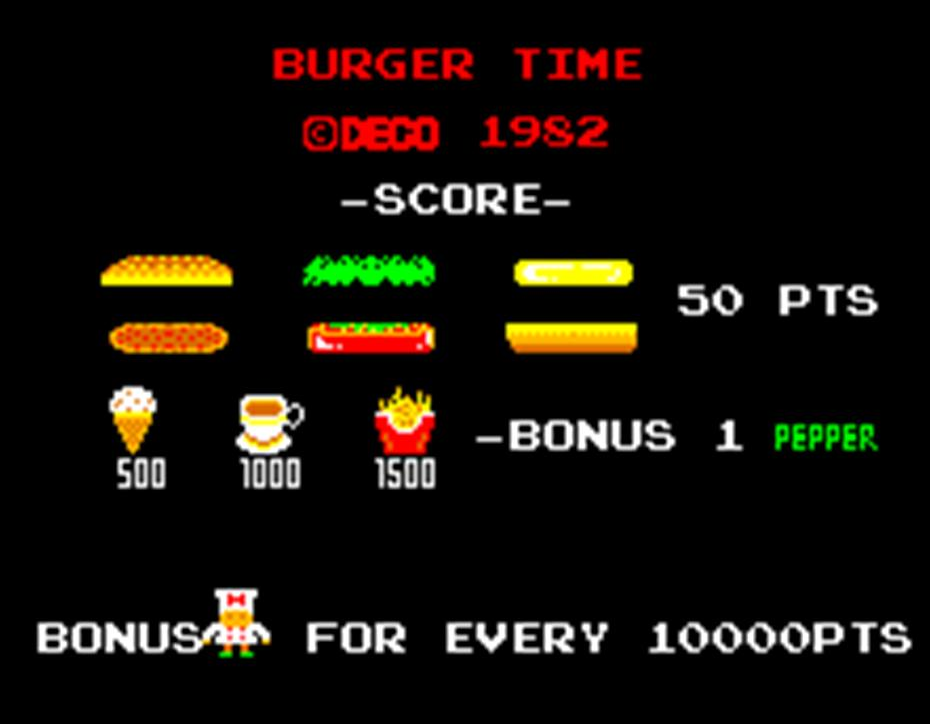 BURGER TIME
©DECO 1982
-SCORE-
50 PTS
-BONUS 1 PEPPER
500 1000 1500
BONUS FOR EVERY 10000PTS